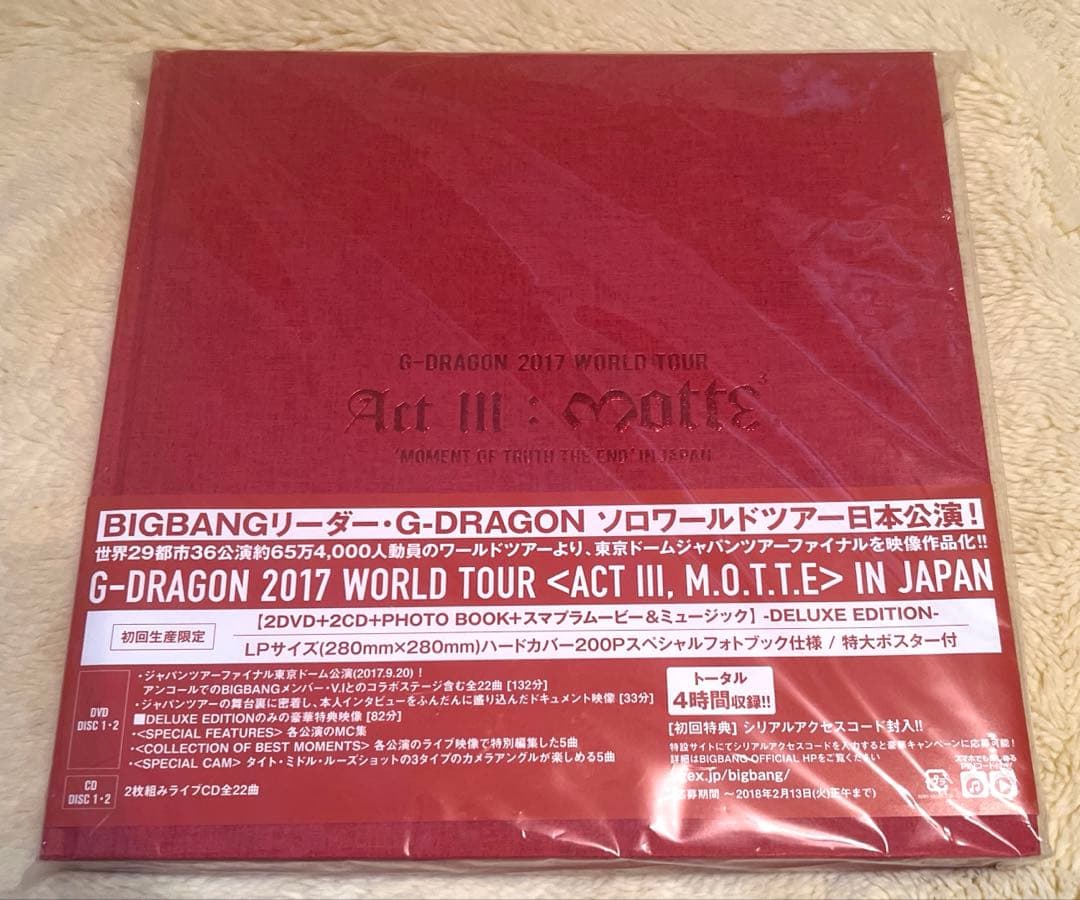 G-DRAGON 2017 WORLD TOUR
Act III : Motte
'MOMENT OF TRUTH THE END' IN JAPAN
BIGBANGリーダー・G-DRAGON ソロワールドツアー日本公演!
世界29都市36公演約65万4,000人動員のワールドツアーより、東京ドームジャパンツアーファイナルを映像作品化!!
G-DRAGON 2017 WORLD TOUR <ACT III, M.O.T.T.E> IN JAPAN
初回生産限定
【2DVD+2CD+PHOTO BOOK+スマプラムービー&ミュージック】-DELUXE EDITION-
LPサイズ(280mm×280mm)ハードカバー200Pスペシャルフォトブック仕様 / 特大ポスター付
DVD
DISC 1・2
・ジャパンツアーファイナル東京ドーム公演(2017.9.20)!
アンコールでのBIGBANGメンバー・V.Iとのコラボステージ含む全22曲 [132分]
・ジャパンツアーの舞台裏に密着し、本人インタビューをふんだんに盛り込んだドキュメント映像 [33分]
■DELUXE EDITIONのみの豪華特典映像 [82分]
・<SPECIAL FEATURES> 各公演のMC集
・<COLLECTION OF BEST MOMENTS> 各公演のライブ映像で特別編集した5曲
・<SPECIAL CAM> タイト・ミドル・ルーズショットの3タイプのカメラアングルが楽しめる5曲
CD
DISC 1・2
2枚組みライブCD全22曲
トータル
4時間収録!!
[初回特典] シリアルアクセスコード封入!!
特設サイトにてシリアルアクセスコードを入力すると豪華キャンペーンに応募可能!
詳細はBIGBANG OFFICIAL HPをご覧ください
ex.jp/bigbang/
応募期間 〜2018年2月13日(火)正午まで)